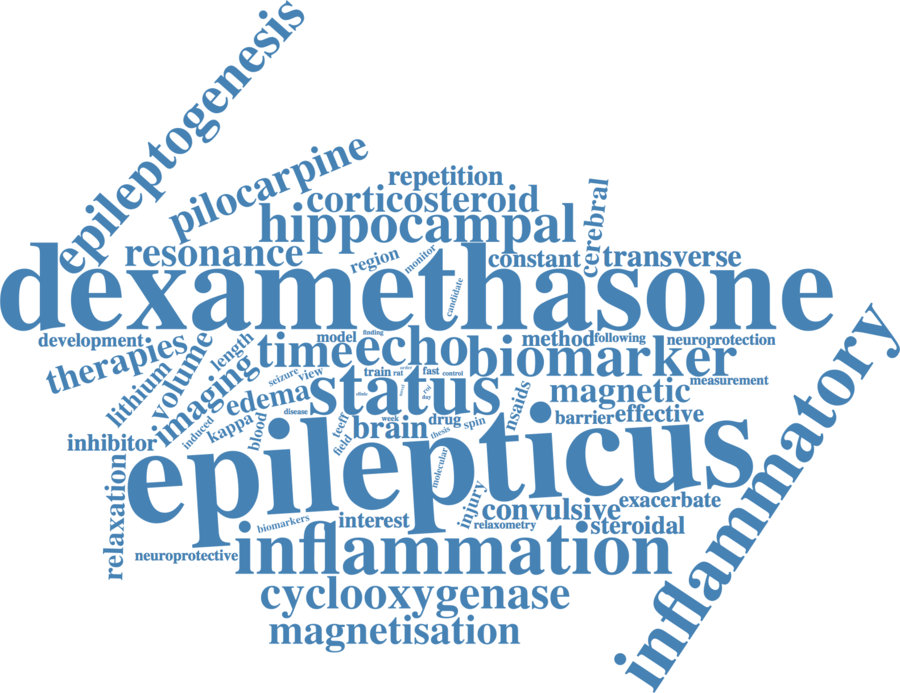 epileptogenesis
pilocarpine
repetition
corticosteroid
cerebral
hippocampal
resonance
region
monitor
constant
transverse
dexamethasone
candidate
development
therapies
lithium
volume
length
time
model
finding
echo
method
following
neuroprotection
biomarker
imaging
seizure
view
train
rat
fast
control
measurement
edema
status
day
nsaids
magnetic
kappa
induced
blood
disease
week
teeff
field
brain
drug
thesis
spin
barrier
effective
inhibitor
epilepticus
molecular
inflammatory
relaxation
biomarkers
interest
injury
convulsive
relaxometry
exacerbate
steroidal
neuroprotective
inflammation
cyclooxygenase
magnetisation